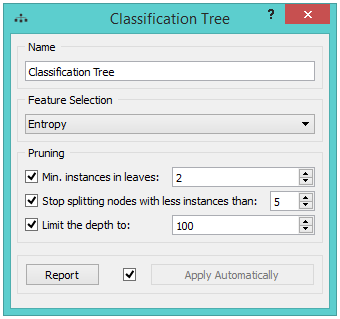 Classification Tree
?
Name
Classification Tree
Feature Selection
Entropy
Pruning
Min. instances in leaves: 2
Stop splitting nodes with less instances than: 5
Limit the depth to: 100
Report Apply Automatically